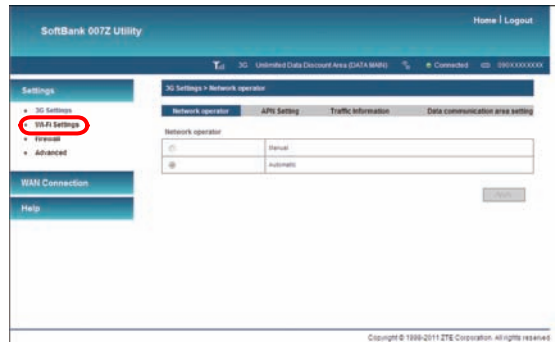 Home | Logout
SoftBank 007Z Utility
3G Unlimited Data Discount Area (DATA MAIN) Connected 090XXXXXXXX
Settings
3G Settings
Wi-Fi Settings
Firewall
Advanced
WAN Connection
Help
3G Settings > Network operator
Network operator APN Setting Traffic Information Data communication area setting
Network operator
Manual
Automatic
Apply
Copyright © 1998-2011 ZTE Corporation. All rights reserved